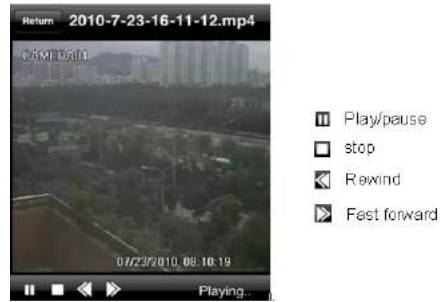 Return 2010-7-23-16-11-12.mp4
CAMERA01
07/23/2010 08:10:19
Playing..
Play/pause
stop
Rewind
Fast forward